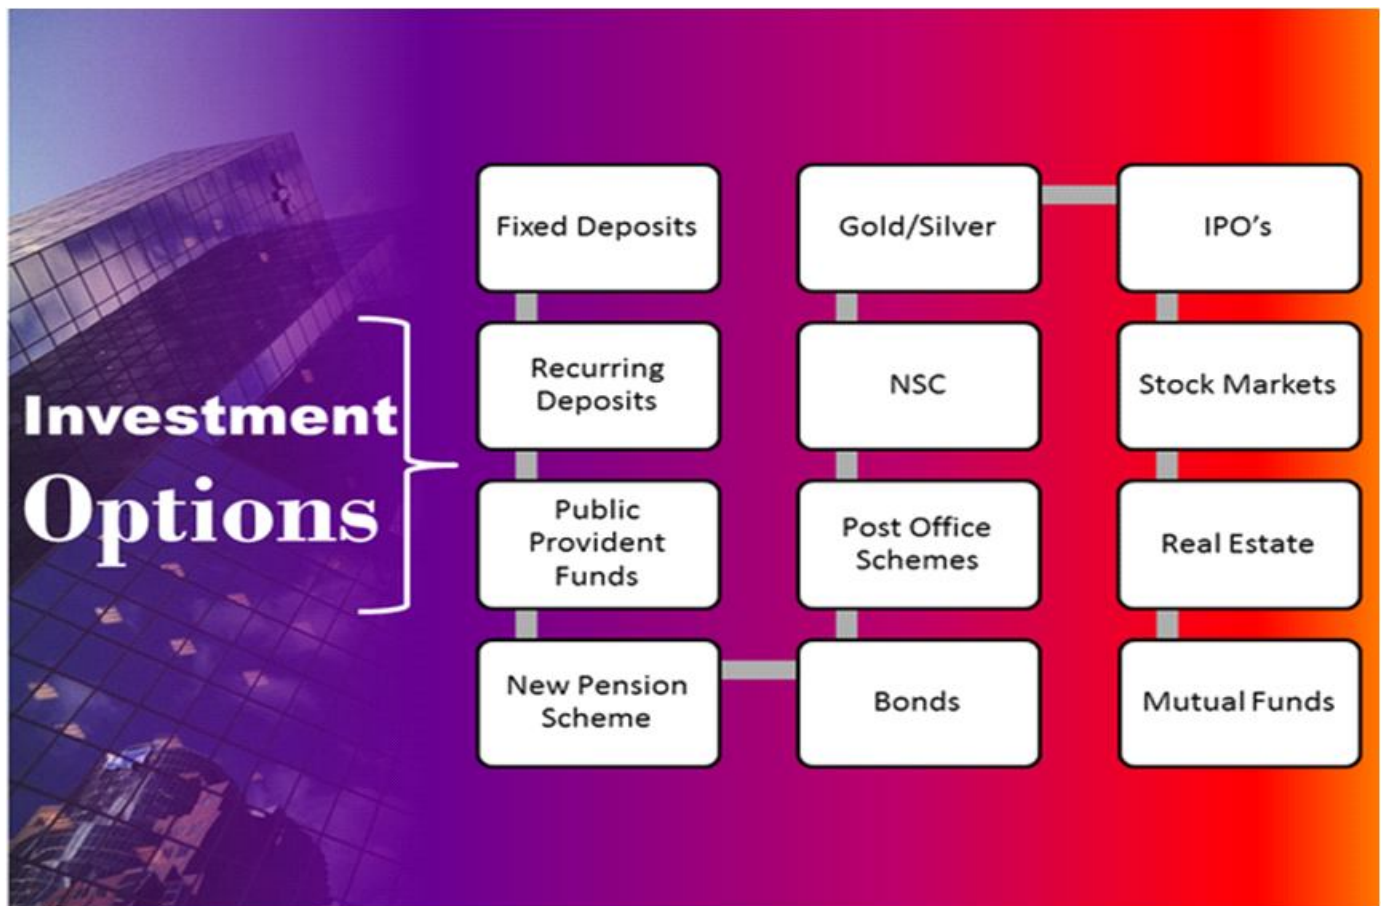 Investment
Options
Fixed Deposits
Recurring
Deposits
Public
Provident
Funds
New Pension
Scheme
Bonds
Post Office
Schemes
NSC
Gold/Silver
IPO’s
Stock Markets
Real Estate
Mutual Funds